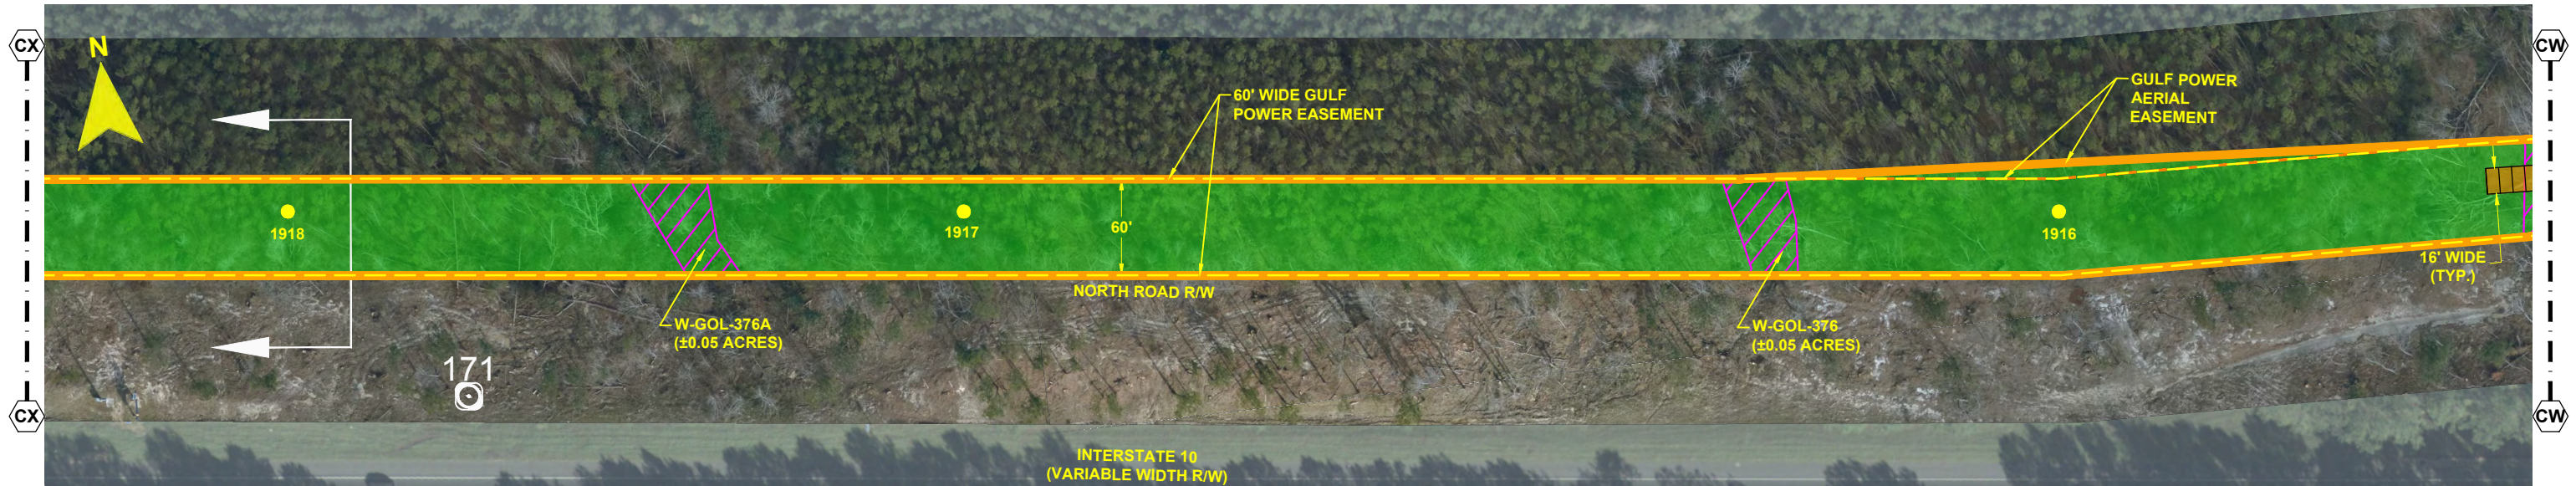 CX
CW
N
60' WIDE GULF
POWER EASEMENT
GULF POWER
AERIAL
EASEMENT
1918
1917
60'
1916
16' WIDE
(TYP.)
NORTH ROAD R/W
W-GOL-376A
(±0.05 ACRES)
W-GOL-376
(±0.05 ACRES)
171
CX
CW
INTERSTATE 10
(VARIABLE WIDTH R/W)